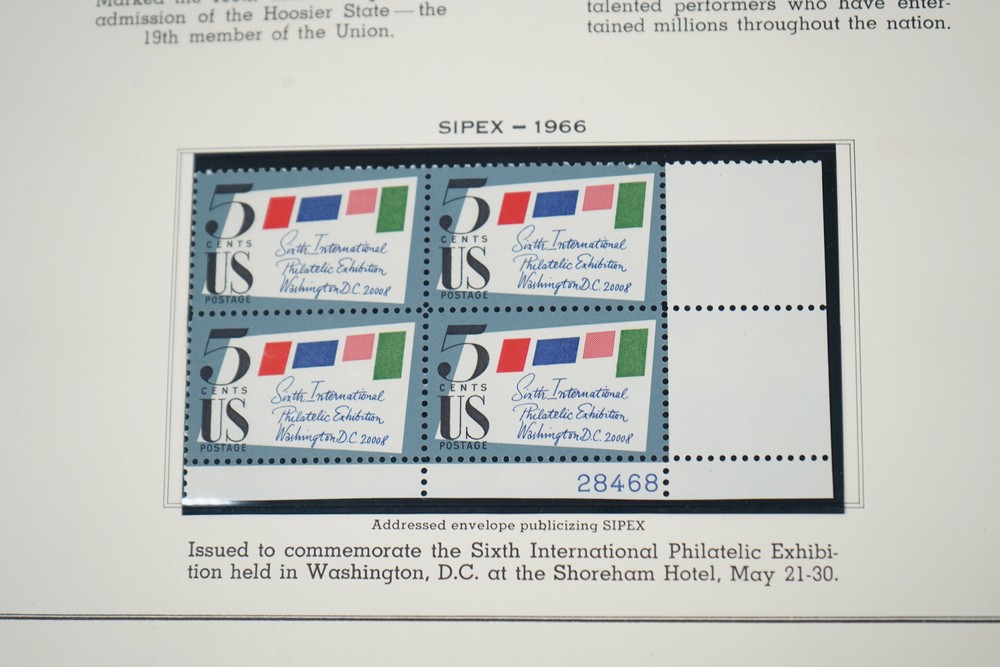 Marked the
admission of the Hoosier State—the
19th member of the Union.
talented performers who have enter-
tained millions throughout the nation.
SIPEX – 1966
5
CENTS
US
POSTAGE
Sixth International
Philatelic Exhibition
Washington D.C. 20008
5
CENTS
US
POSTAGE
Sixth International
Philatelic Exhibition
Washington D.C. 20008
5
CENTS
US
POSTAGE
Sixth International
Philatelic Exhibition
Washington D.C. 20008
5
CENTS
US
POSTAGE
Sixth International
Philatelic Exhibition
Washington D.C. 20008
28468
Addressed envelope publicizing SIPEX
Issued to commemorate the Sixth International Philatelic Exhibi-
tion held in Washington, D.C. at the Shoreham Hotel, May 21-30.